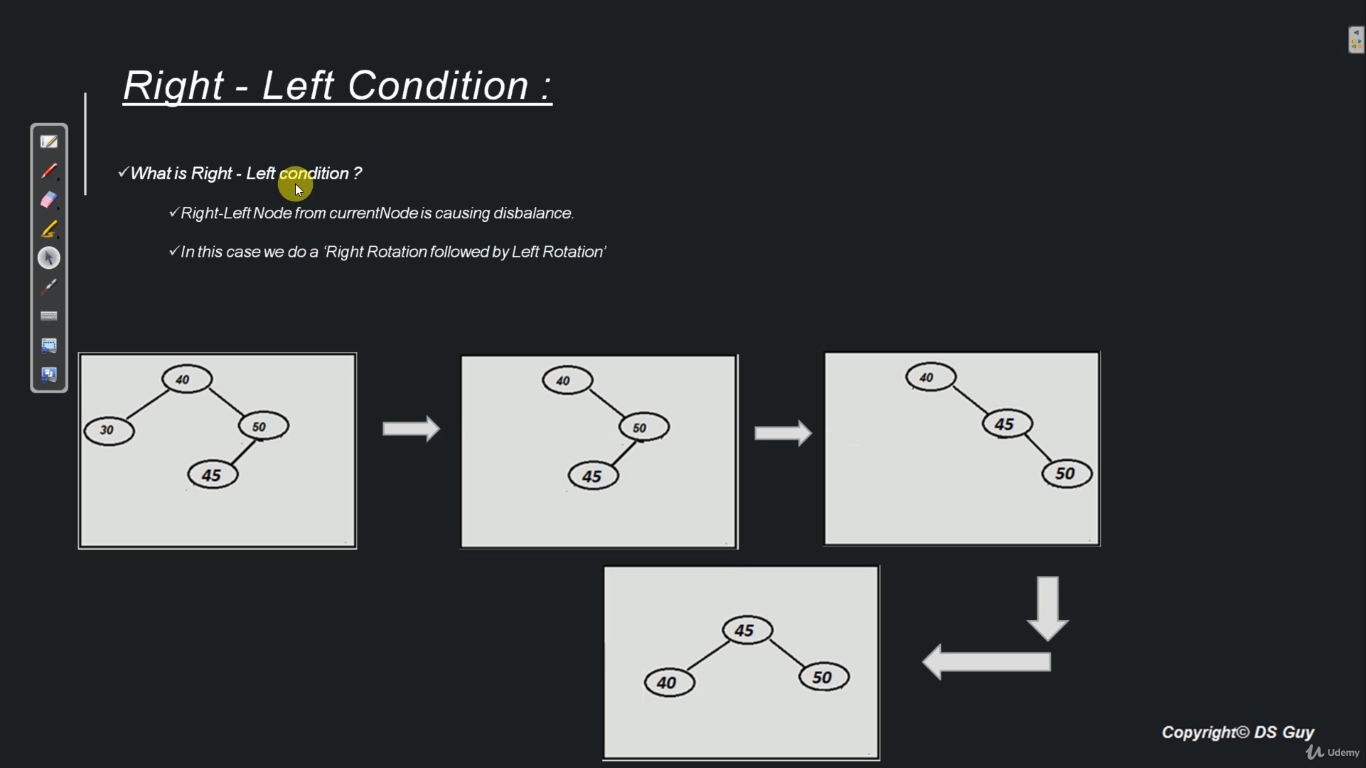 Right - Left Condition :
✓What is Right - Left condition ?
✓Right-Left Node from currentNode is causing disbalance.
✓In this case we do a ‘Right Rotation followed by Left Rotation’
40
30
50
45
40
50
45
40
45
50
45
40
50
Copyright© DS Guy
Udemy